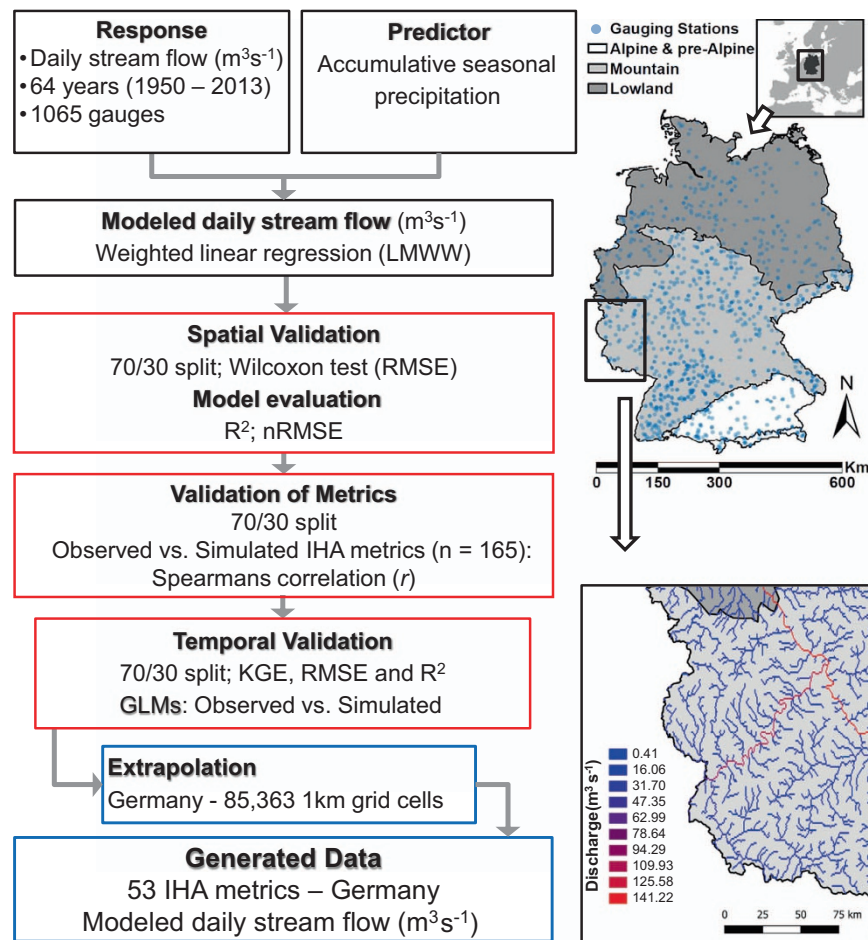 Response
• Daily stream flow (m³s⁻¹)
• 64 years (1950 – 2013)
• 1065 gauges
Predictor
Accumulative seasonal
precipitation
Modeled daily stream flow (m³s⁻¹)
Weighted linear regression (LMWW)
Spatial Validation
70/30 split; Wilcoxon test (RMSE)
Model evaluation
R²; nRMSE
Validation of Metrics
70/30 split
Observed vs. Simulated IHA metrics (n = 165):
Spearmans correlation (r)
Temporal Validation
70/30 split; KGE, RMSE and R²
GLMs: Observed vs. Simulated
Extrapolation
Germany - 85,363 1km grid cells
Generated Data
53 IHA metrics – Germany
Modeled daily stream flow (m³s⁻¹)
Gauging Stations
Alpine & pre-Alpine
Mountain
Lowland
N
Km
0 150 300 600
Discharge (m³ s⁻¹)
0.41
16.06
31.70
47.35
62.99
78.64
94.29
109.93
125.58
141.22
0 25 50 75 km